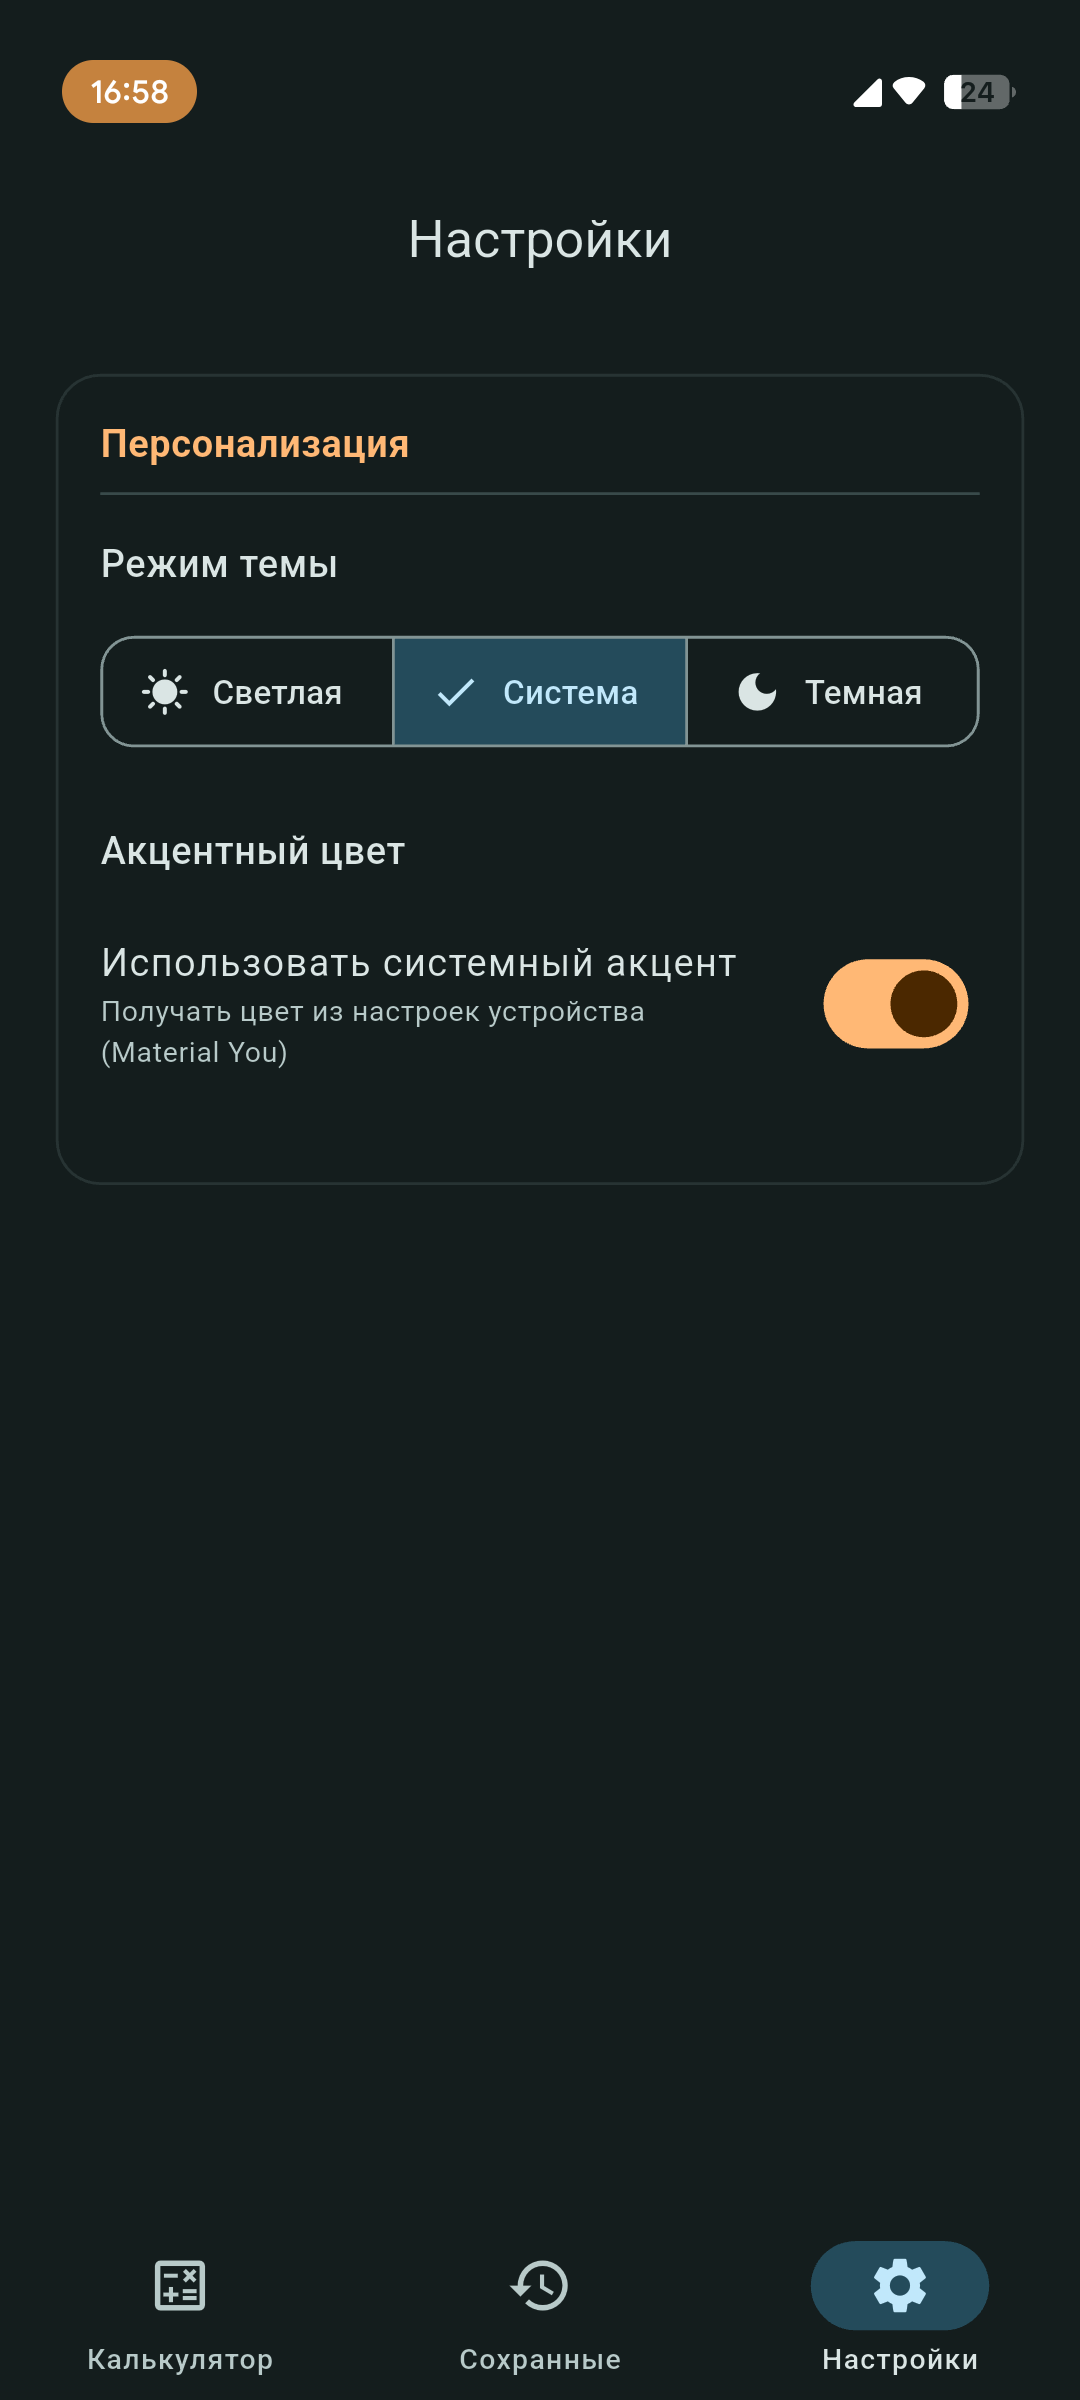 16:58
24
Настройки
Персонализация
Режим темы
Светлая
Система
Темная
Акцентный цвет
Использовать системный акцент
Получать цвет из настроек устройства
(Material You)
Калькулятор
Сохранные
Настройки